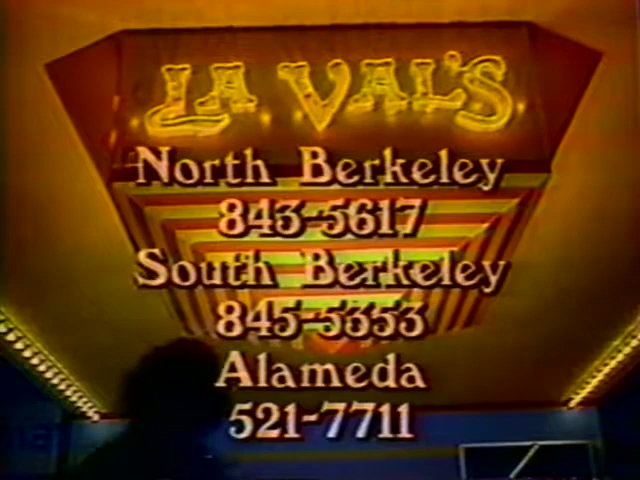 LA VAL'S
North Berkeley
843-5617
South Berkeley
845-5353
Alameda
521-7711